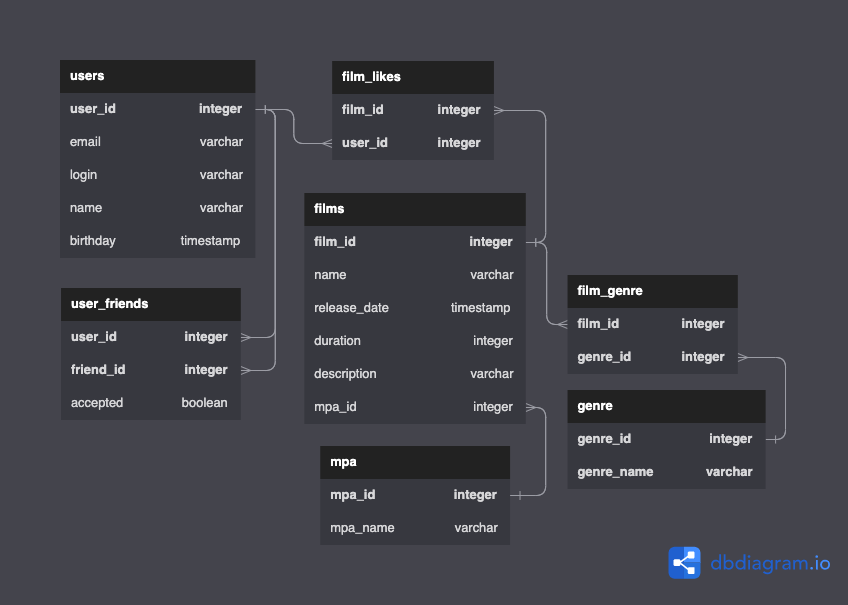 users
user_id integer
email varchar
login varchar
name varchar
birthday timestamp
user_friends
user_id integer
friend_id integer
accepted boolean
film_likes
film_id integer
user_id integer
films
film_id integer
name varchar
release_date timestamp
duration integer
description varchar
mpa_id integer
mpa
mpa_id integer
mpa_name varchar
film_genre
film_id integer
genre_id integer
genre
genre_id integer
genre_name varchar
dbdiagram.io